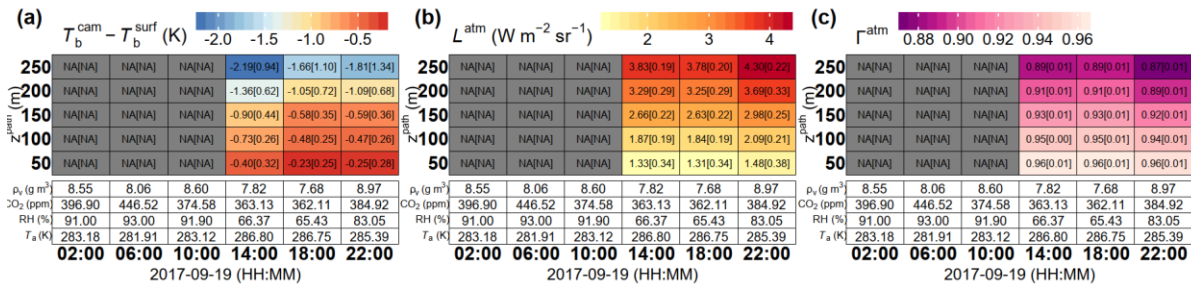 (a) T_b^cam − T_b^surf (K) -2.0 -1.5 -1.0 -0.5
250 NA[NA] NA[NA] NA[NA] -2.19[0.94] -1.66[1.10] -1.81[1.34]
200 NA[NA] NA[NA] NA[NA] -1.36[0.62] -1.05[0.72] -1.09[0.68]
150 NA[NA] NA[NA] NA[NA] -0.90[0.44] -0.58[0.35] -0.59[0.36]
100 NA[NA] NA[NA] NA[NA] -0.73[0.26] -0.48[0.25] -0.47[0.26]
50 NA[NA] NA[NA] NA[NA] -0.40[0.32] -0.23[0.25] -0.25[0.28]
z^path (m)
ρ_v (g m³) 8.55 8.06 8.60 7.82 7.68 8.97
CO₂ (ppm) 396.90 446.52 374.58 363.13 362.11 384.92
RH (%) 91.00 93.00 91.90 66.37 65.43 83.05
T_a (K) 283.18 281.91 283.12 286.80 286.75 285.39
02:00 06:00 10:00 14:00 18:00 22:00
2017-09-19 (HH:MM)
(b) L^atm (W m⁻² sr⁻¹) 2 3 4
250 NA[NA] NA[NA] NA[NA] 3.83[0.19] 3.78[0.20] 4.30[0.22]
200 NA[NA] NA[NA] NA[NA] 3.29[0.29] 3.25[0.29] 3.69[0.33]
150 NA[NA] NA[NA] NA[NA] 2.66[0.22] 2.63[0.22] 2.98[0.25]
100 NA[NA] NA[NA] NA[NA] 1.87[0.19] 1.84[0.19] 2.09[0.21]
50 NA[NA] NA[NA] NA[NA] 1.33[0.34] 1.31[0.34] 1.48[0.38]
z^path (m)
ρ_v (g m³) 8.55 8.06 8.60 7.82 7.68 8.97
CO₂ (ppm) 396.90 446.52 374.58 363.13 362.11 384.92
RH (%) 91.00 93.00 91.90 66.37 65.43 83.05
T_a (K) 283.18 281.91 283.12 286.80 286.75 285.39
02:00 06:00 10:00 14:00 18:00 22:00
2017-09-19 (HH:MM)
(c) Γ^atm 0.88 0.90 0.92 0.94 0.96
250 NA[NA] NA[NA] NA[NA] 0.89[0.01] 0.89[0.01] 0.87[0.01]
200 NA[NA] NA[NA] NA[NA] 0.91[0.01] 0.91[0.01] 0.89[0.01]
150 NA[NA] NA[NA] NA[NA] 0.93[0.01] 0.93[0.01] 0.92[0.01]
100 NA[NA] NA[NA] NA[NA] 0.95[0.00] 0.95[0.01] 0.94[0.01]
50 NA[NA] NA[NA] NA[NA] 0.96[0.01] 0.96[0.01] 0.96[0.01]
z^path (m)
ρ_v (g m³) 8.55 8.06 8.60 7.82 7.68 8.97
CO₂ (ppm) 396.90 446.52 374.58 363.13 362.11 384.92
RH (%) 91.00 93.00 91.90 66.37 65.43 83.05
T_a (K) 283.18 281.91 283.12 286.80 286.75 285.39
02:00 06:00 10:00 14:00 18:00 22:00
2017-09-19 (HH:MM)